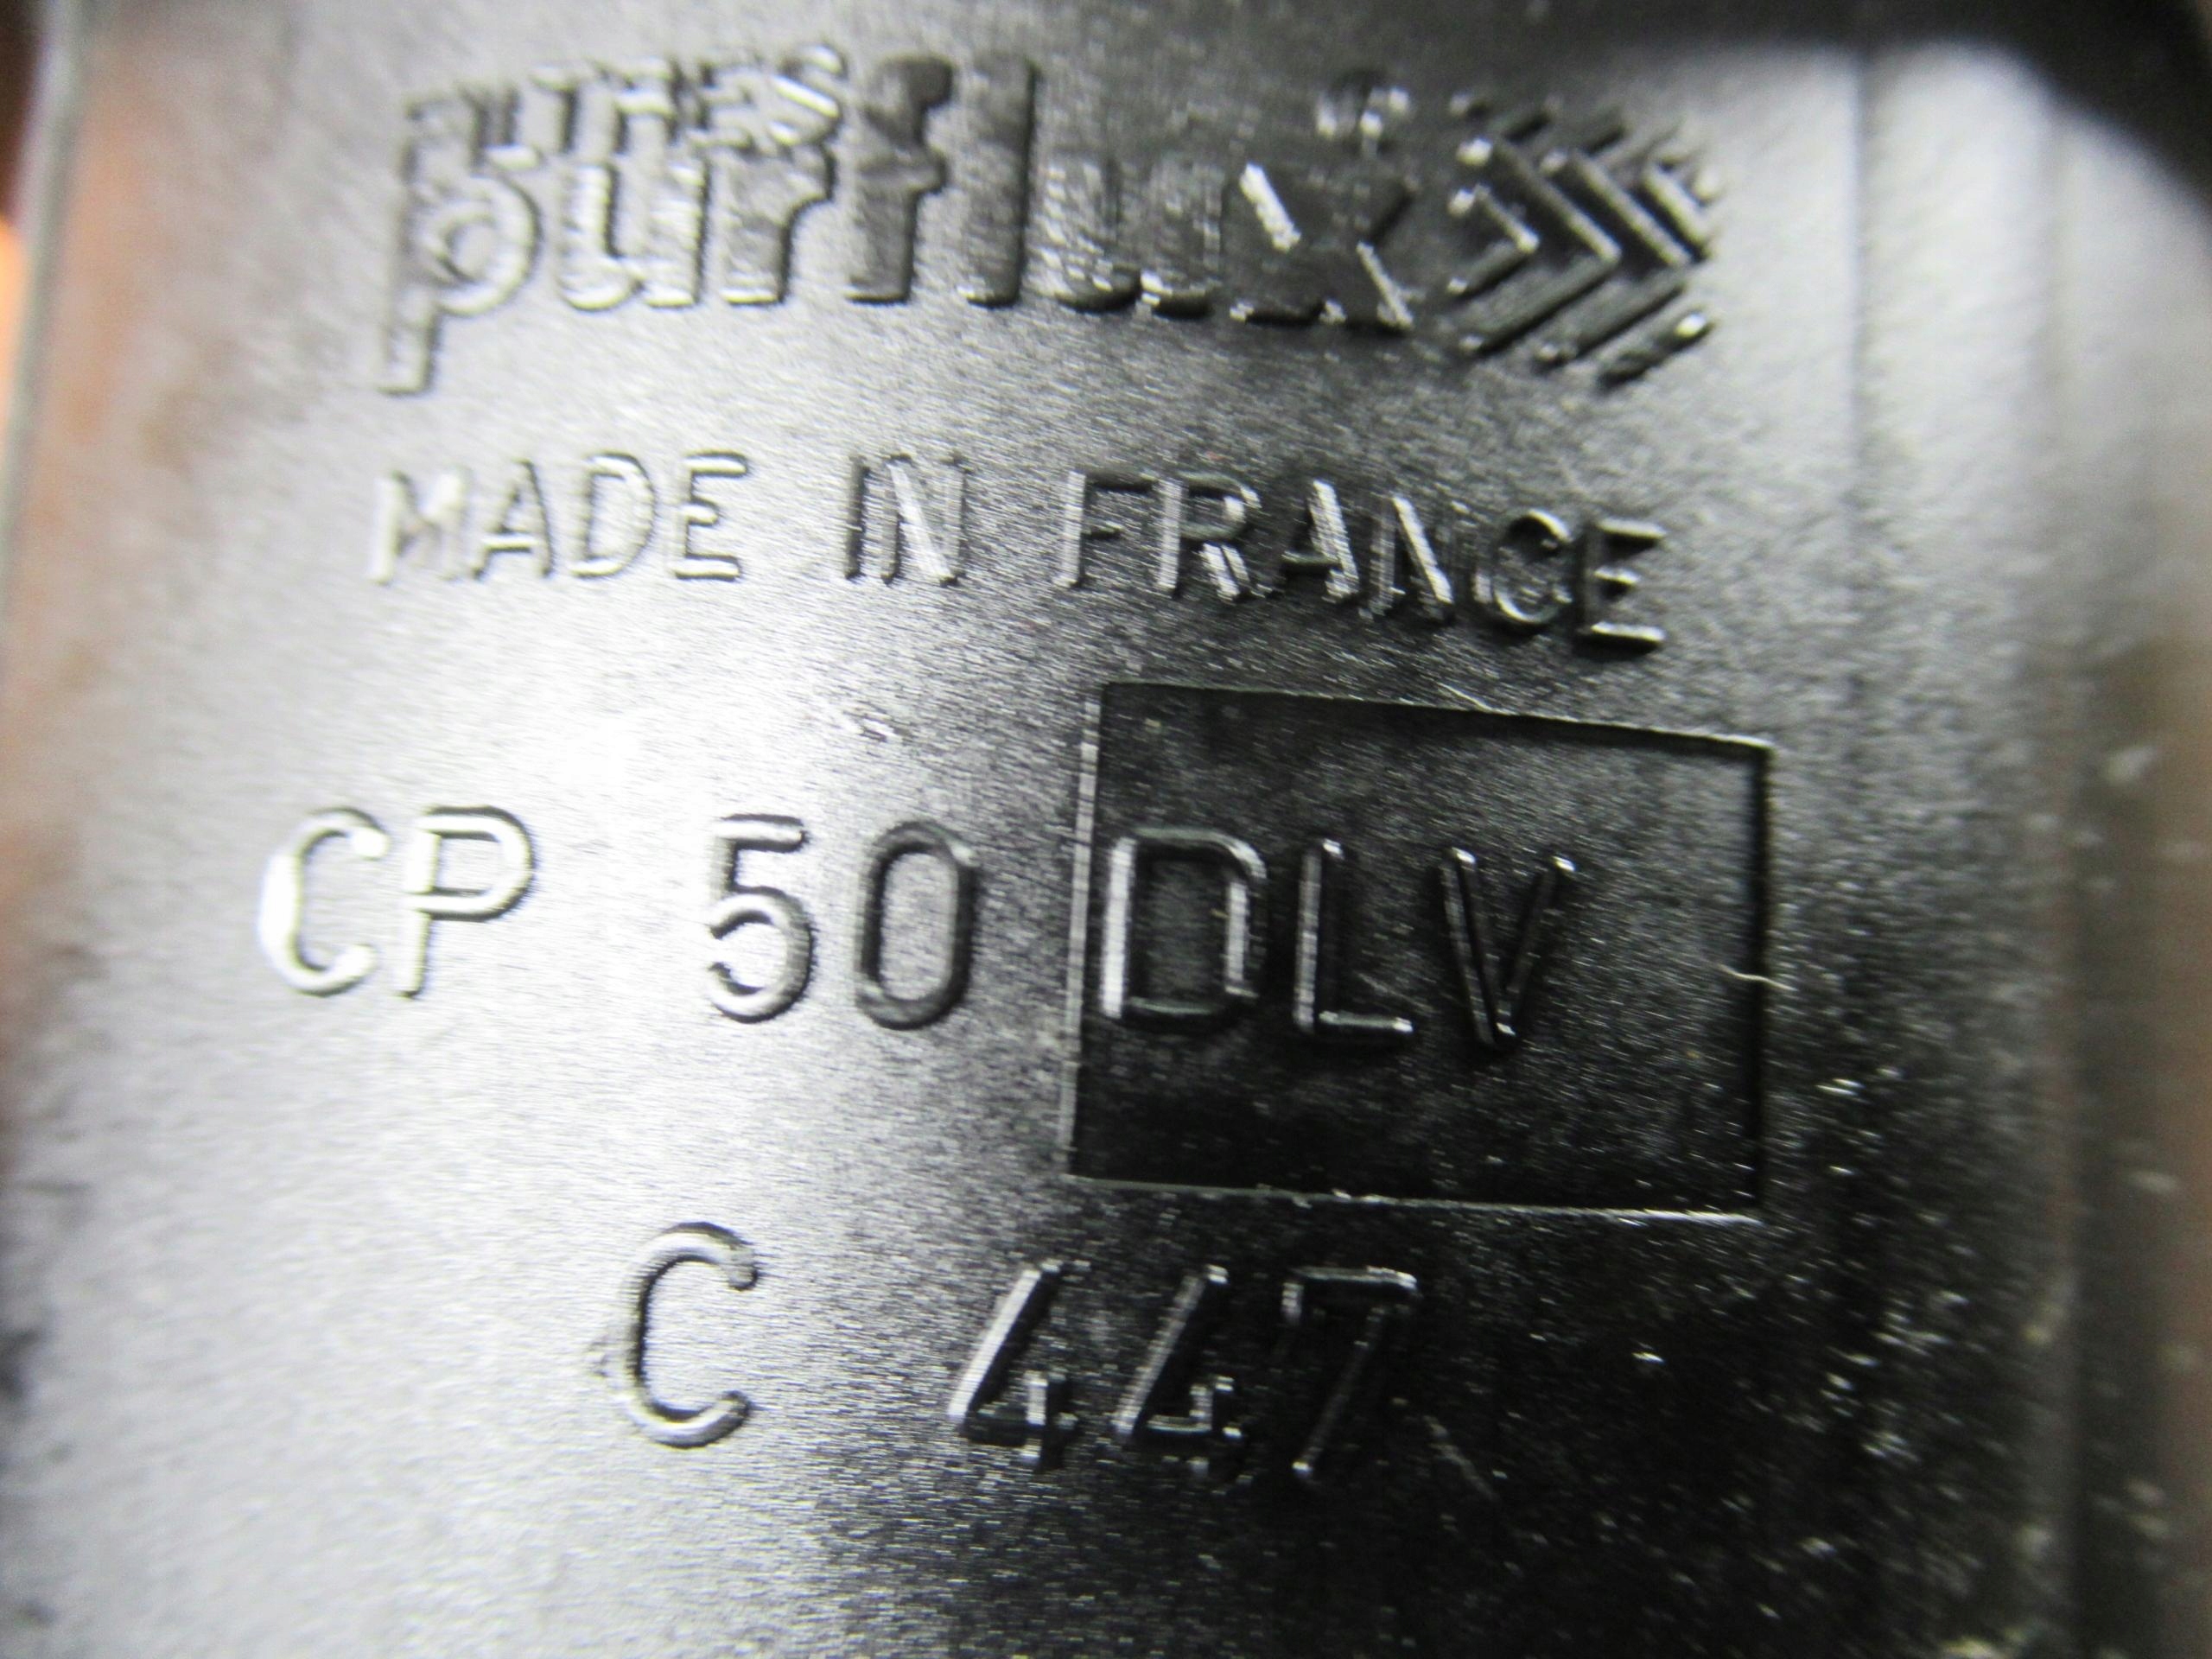 FILTRES
purflux
MADE IN FRANCE
CP 50 DLV
C 447